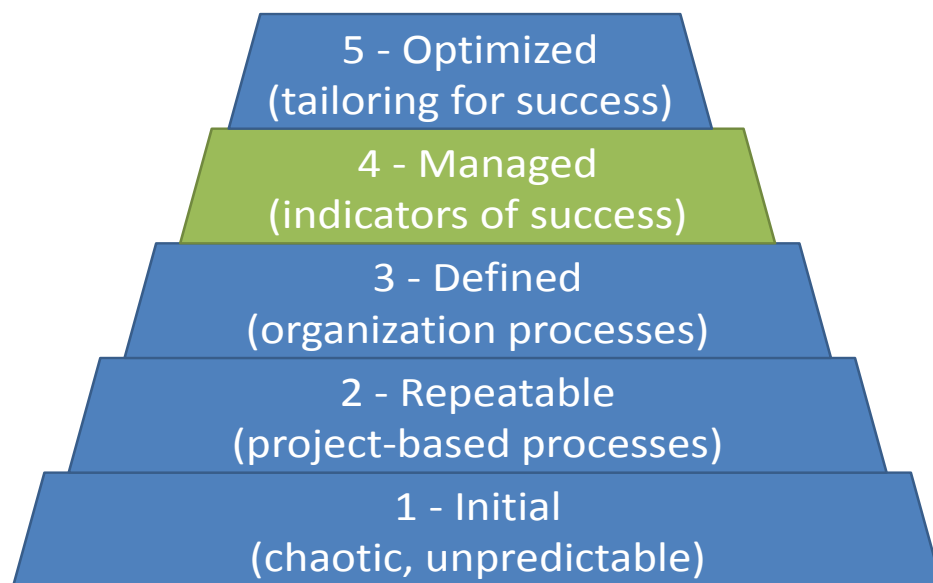 5 - Optimized
(tailoring for success)
4 - Managed
(indicators of success)
3 - Defined
(organization processes)
2 - Repeatable
(project-based processes)
1 - Initial
(chaotic, unpredictable)